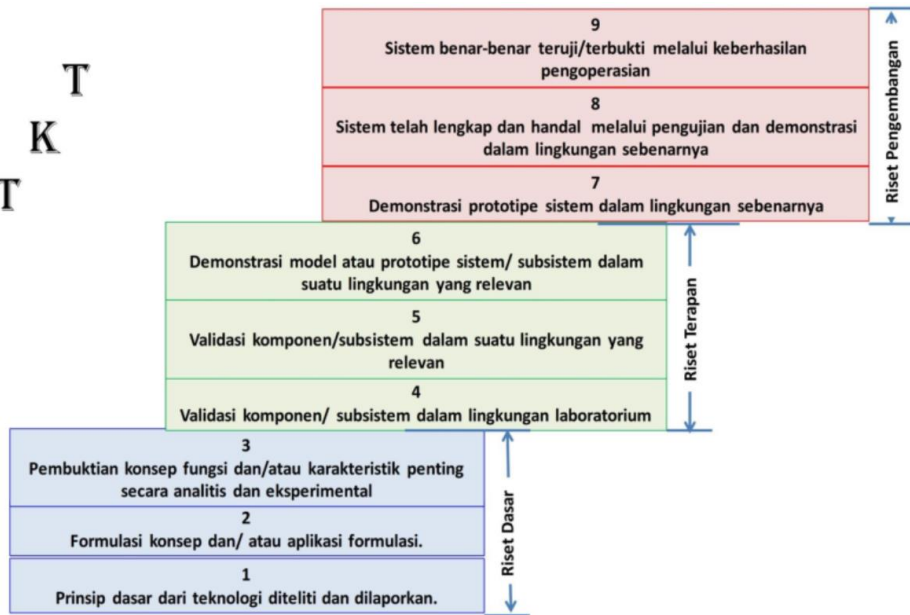 T
K
T
9
Sistem benar-benar teruji/terbukti melalui keberhasilan
pengoperasian
8
Sistem telah lengkap dan handal melalui pengujian dan demonstrasi
dalam lingkungan sebenarnya
7
Demonstrasi prototipe sistem dalam lingkungan sebenarnya
Riset Pengembangan
6
Demonstrasi model atau prototipe sistem/ subsistem dalam
suatu lingkungan yang relevan
5
Validasi komponen/subsistem dalam suatu lingkungan yang
relevan
4
Validasi komponen/ subsistem dalam lingkungan laboratorium
Riset Terapan
3
Pembuktian konsep fungsi dan/atau karakteristik penting
secara analitis dan eksperimental
2
Formulasi konsep dan/ atau aplikasi formulasi.
1
Prinsip dasar dari teknologi diteliti dan dilaporkan.
Riset Dasar